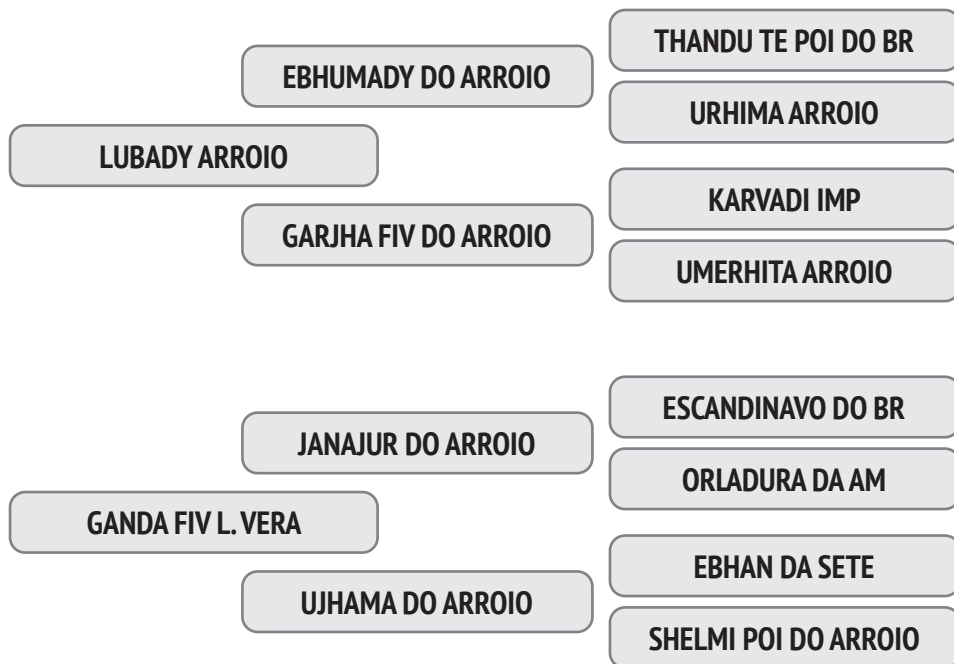 THANDU TE POI DO BR
EBHUMADY DO ARROIO
URHIMA ARROIO
LUBADY ARROIO
KARVADI IMP
GARJHA FIV DO ARROIO
UMERHITA ARROIO
ESCANDINAVO DO BR
JANAJUR DO ARROIO
ORLADURA DA AM
GANDA FIV L. VERA
EBHAN DA SETE
UJHAMA DO ARROIO
SHELMI POI DO ARROIO